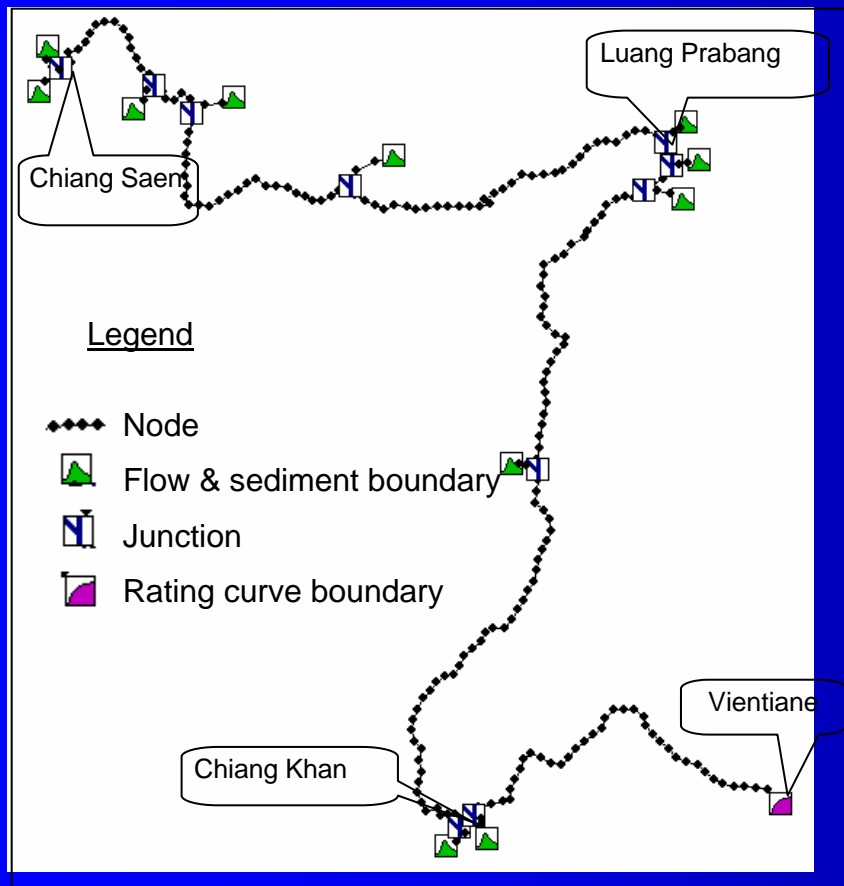 Luang Prabang
Chiang Saen
Legend
Node
Flow & sediment boundary
Junction
Rating curve boundary
Vientiane
Chiang Khan